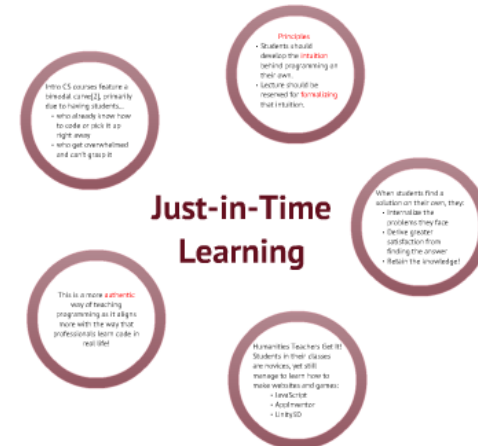 Principles
• Students should
develop the intuition
behind programming on
their own.
• Lecture should be
reserved for formalizing
that intuition.
Intro CS courses feature a
bimodal curve[2], primarily
due to having students...
• who already know how
to code or pick it up
right away
• who get overwhelmed
and can't grasp it
Just-in-Time
Learning
When students find a
solution on their own, they:
• Internalize the
problems they face
• Derive greater
satisfaction from
finding the answer
• Retain the knowledge!
This is a more authentic
way of teaching
programming as it aligns
more with the way that
professionals learn code in
real life!
Humanities Teachers Get It!
Students in their classes
are novices, yet still
manage to learn how to
make websites and games:
• JavaScript
• AppInventor
• Unity3D